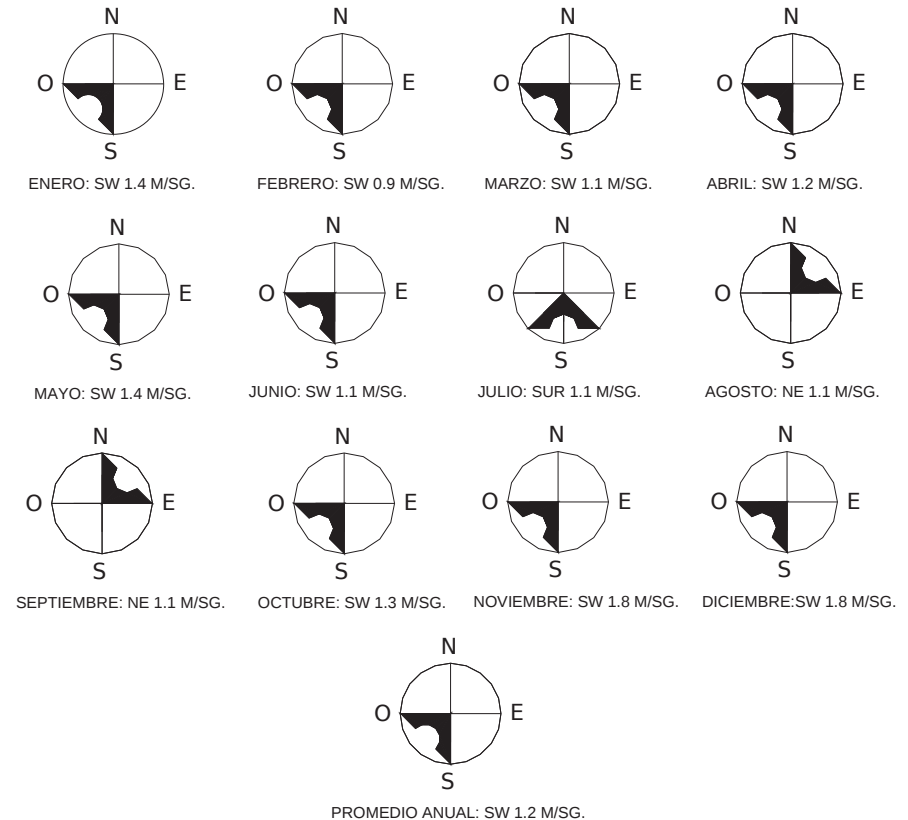 N
O E
S
ENERO: SW 1.4 M/SG.
N
O E
S
FEBRERO: SW 0.9 M/SG.
N
O E
S
MARZO: SW 1.1 M/SG.
N
O E
S
ABRIL: SW 1.2 M/SG.
N
O E
S
MAYO: SW 1.4 M/SG.
N
O E
S
JUNIO: SW 1.1 M/SG.
N
O E
S
JULIO: SUR 1.1 M/SG.
N
O E
S
AGOSTO: NE 1.1 M/SG.
N
O E
S
SEPTIEMBRE: NE 1.1 M/SG.
N
O E
S
OCTUBRE: SW 1.3 M/SG.
N
O E
S
NOVIEMBRE: SW 1.8 M/SG.
N
O E
S
DICIEMBRE:SW 1.8 M/SG.
N
O E
S
PROMEDIO ANUAL: SW 1.2 M/SG.